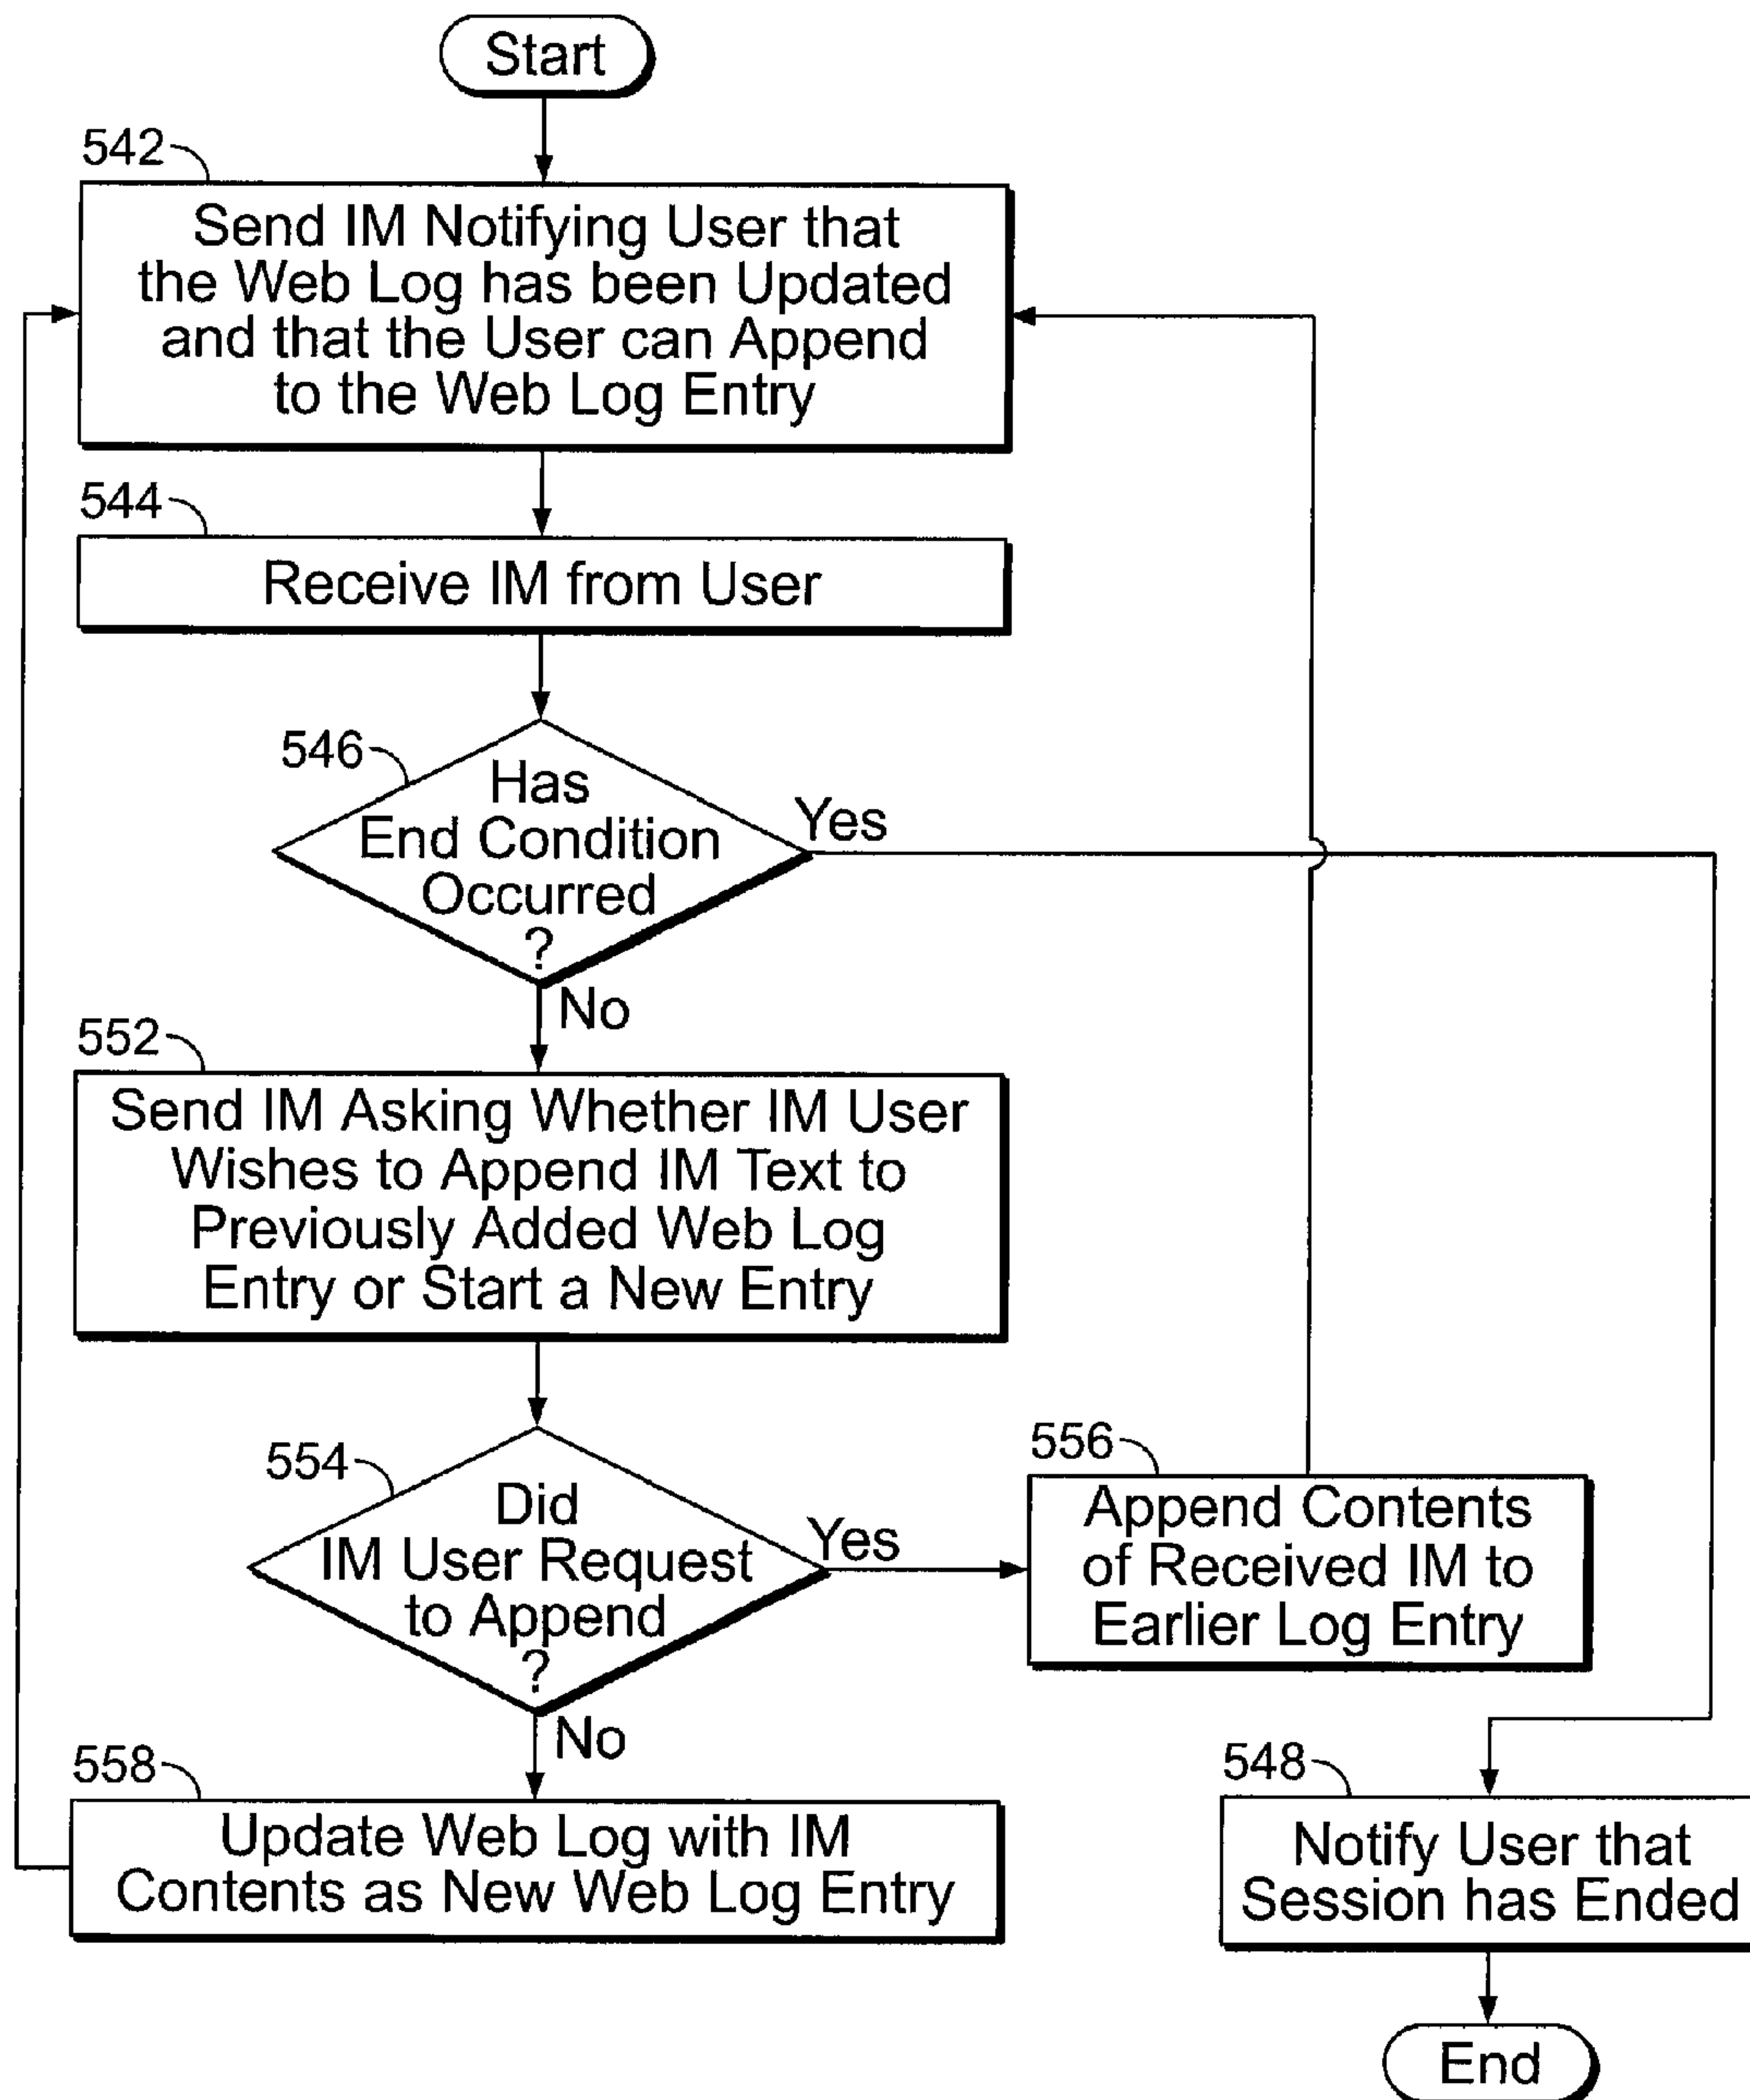 Start
542
Send IM Notifying User that
the Web Log has been Updated
and that the User can Append
to the Web Log Entry
544
Receive IM from User
546
Has
End Condition
Occurred
?
Yes
No
552
Send IM Asking Whether IM User
Wishes to Append IM Text to
Previously Added Web Log
Entry or Start a New Entry
554
Did
IM User Request
to Append
?
Yes
No
556
Append Contents
of Received IM to
Earlier Log Entry
558
Update Web Log with IM
Contents as New Web Log Entry
548
Notify User that
Session has Ended
End